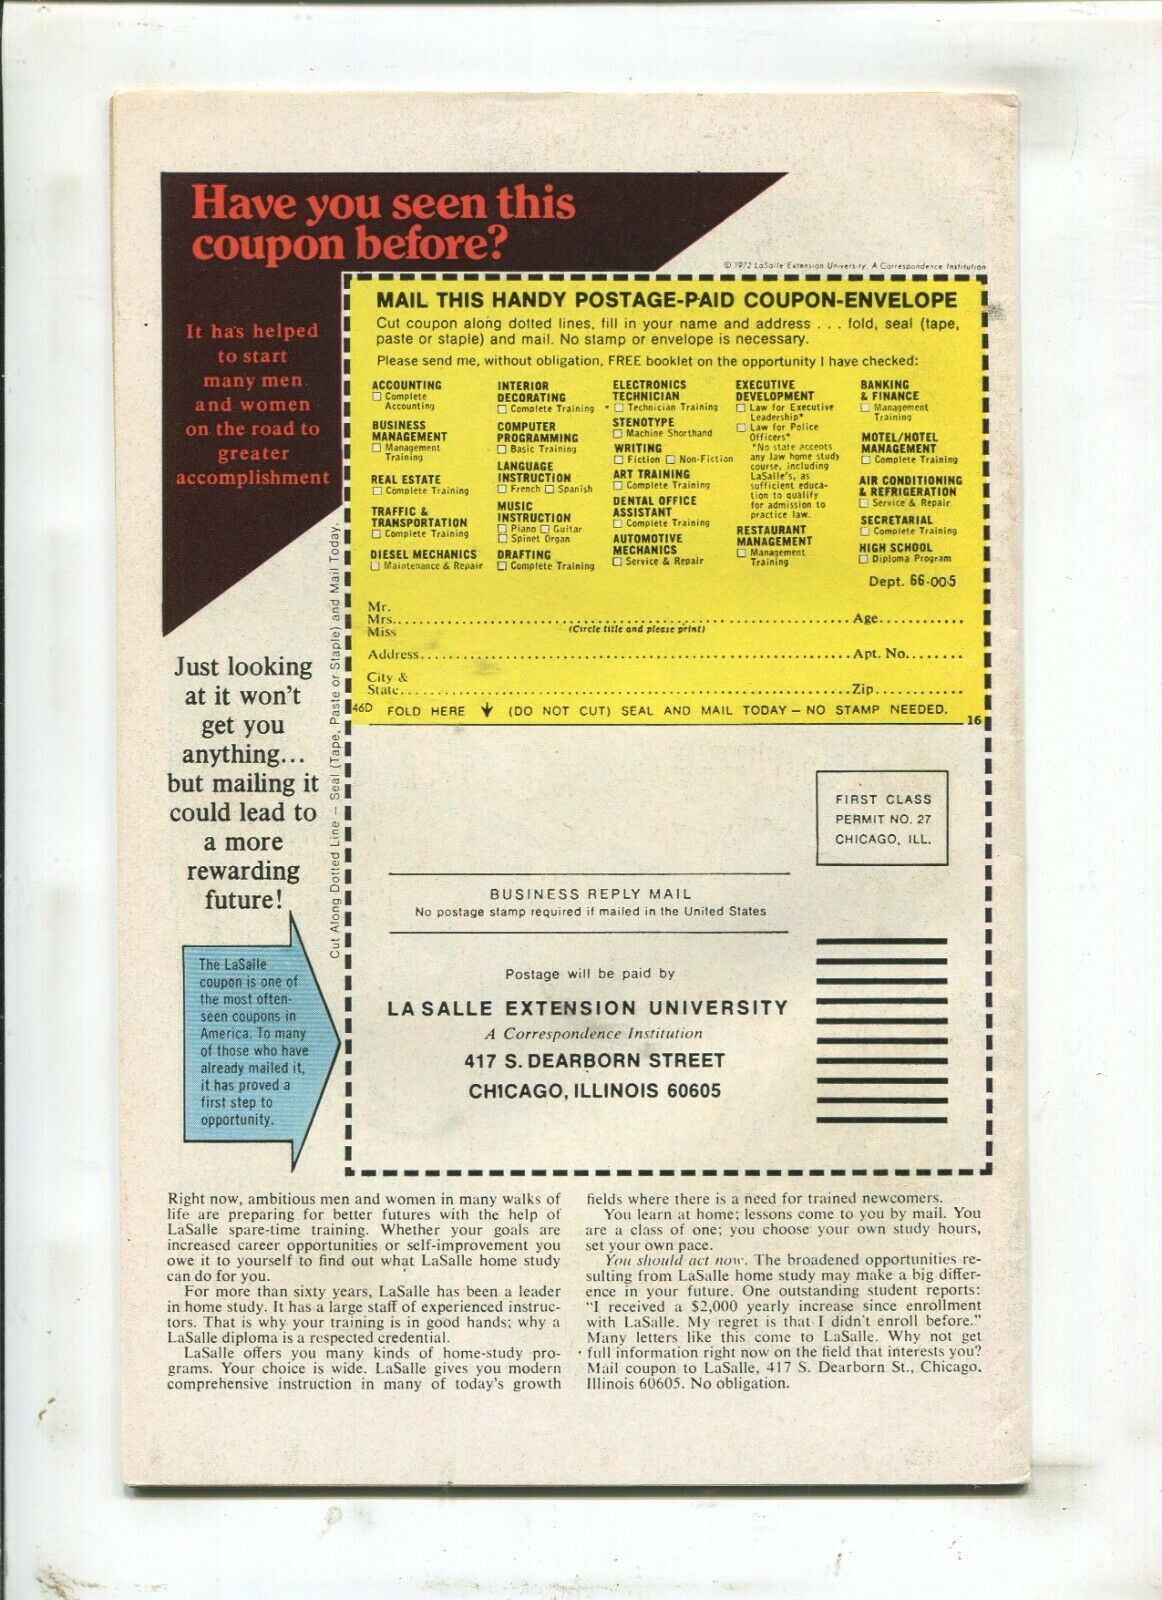 Have you seen this
coupon before?
© 1972 LaSalle Extension University, A Correspondence Institution
It has helped
to start
many men
and women
on the road to
greater
accomplishment
MAIL THIS HANDY POSTAGE-PAID COUPON-ENVELOPE
Cut coupon along dotted lines, fill in your name and address . . . fold, seal (tape,
paste or staple) and mail. No stamp or envelope is necessary.
Please send me, without obligation, FREE booklet on the opportunity I have checked:
ACCOUNTING
☐ Complete
Accounting
BUSINESS
MANAGEMENT
☐ Management
Training
REAL ESTATE
☐ Complete Training
TRAFFIC &
TRANSPORTATION
☐ Complete Training
DIESEL MECHANICS
☐ Maintenance & Repair
INTERIOR
DECORATING
☐ Complete Training
COMPUTER
PROGRAMMING
☐ Basic Training
LANGUAGE
INSTRUCTION
☐ French ☐ Spanish
MUSIC
INSTRUCTION
☐ Piano ☐ Guitar
☐ Spinet Organ
DRAFTING
☐ Complete Training
ELECTRONICS
TECHNICIAN
☐ Technician Training
STENOTYPE
☐ Machine Shorthand
WRITING
☐ Fiction ☐ Non-Fiction
ART TRAINING
☐ Complete Training
DENTAL OFFICE
ASSISTANT
☐ Complete Training
AUTOMOTIVE
MECHANICS
☐ Service & Repair
EXECUTIVE
DEVELOPMENT
☐ Law for Executive
Leadership*
☐ Law for Police
Officers*
*No state accepts
any law home study
course, including
LaSalle's, as
sufficient educa-
tion to qualify
for admission to
practice law.
RESTAURANT
MANAGEMENT
☐ Management
Training
BANKING
& FINANCE
☐ Management
Training
MOTEL/HOTEL
MANAGEMENT
☐ Complete Training
AIR CONDITIONING
& REFRIGERATION
☐ Service & Repair
SECRETARIAL
☐ Complete Training
HIGH SCHOOL
☐ Diploma Program
Dept. 66-005
Mr.
Mrs. Age
Miss (Circle title and please print)
Address Apt. No.
City &
State Zip
46D FOLD HERE ↓ (DO NOT CUT) SEAL AND MAIL TODAY – NO STAMP NEEDED.
16
Cut Along Dotted Line – Seal (Tape, Paste or Staple) and Mail Today.
Just looking
at it won't
get you
anything...
but mailing it
could lead to
a more
rewarding
future!
The LaSalle
coupon is one of
the most often-
seen coupons in
America. To many
of those who have
already mailed it,
it has proved a
first step to
opportunity.
FIRST CLASS
PERMIT NO. 27
CHICAGO, ILL.
BUSINESS REPLY MAIL
No postage stamp required if mailed in the United States
Postage will be paid by
LA SALLE EXTENSION UNIVERSITY
A Correspondence Institution
417 S. DEARBORN STREET
CHICAGO, ILLINOIS 60605
Right now, ambitious men and women in many walks of
life are preparing for better futures with the help of
LaSalle spare-time training. Whether your goals are
increased career opportunities or self-improvement you
owe it to yourself to find out what LaSalle home study
can do for you.
For more than sixty years, LaSalle has been a leader
in home study. It has a large staff of experienced instruc-
tors. That is why your training is in good hands; why a
LaSalle diploma is a respected credential.
LaSalle offers you many kinds of home-study pro-
grams. Your choice is wide. LaSalle gives you modern
comprehensive instruction in many of today's growth
fields where there is a need for trained newcomers.
You learn at home; lessons come to you by mail. You
are a class of one; you choose your own study hours,
set your own pace.
You should act now. The broadened opportunities re-
sulting from LaSalle home study may make a big differ-
ence in your future. One outstanding student reports:
"I received a $2,000 yearly increase since enrollment
with LaSalle. My regret is that I didn't enroll before."
Many letters like this come to LaSalle. Why not get
full information right now on the field that interests you?
Mail coupon to LaSalle, 417 S. Dearborn St., Chicago,
Illinois 60605. No obligation.